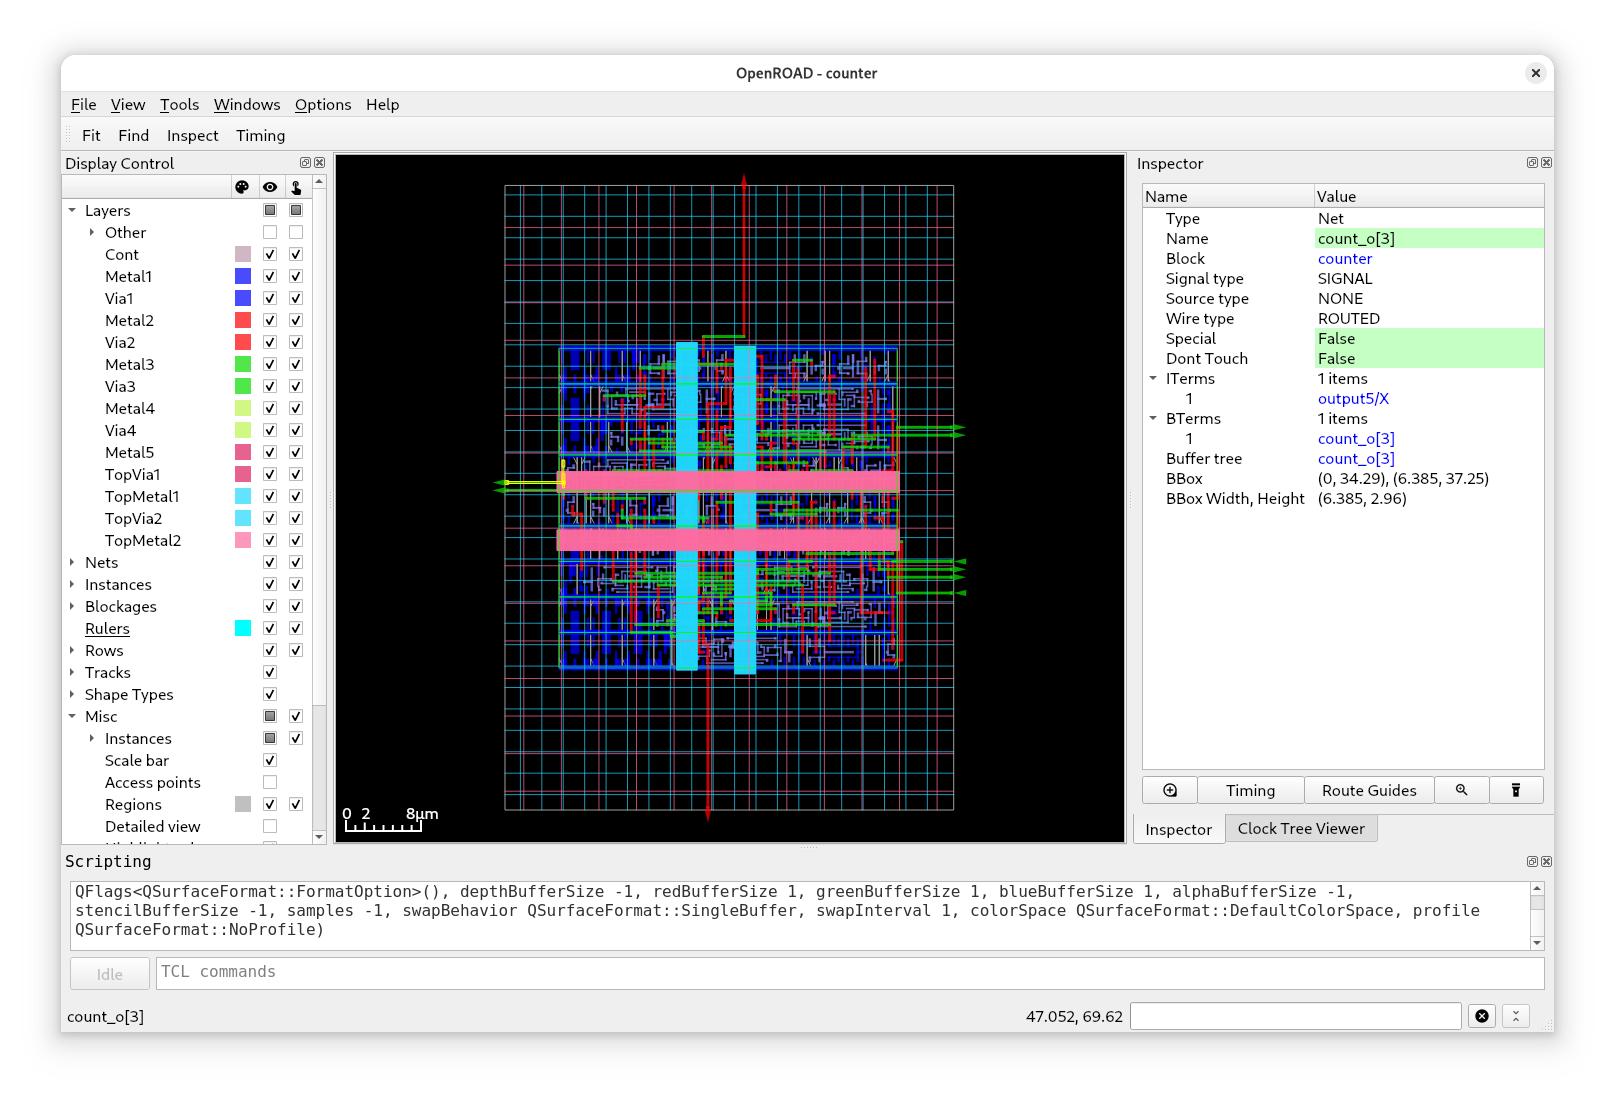 OpenROAD - counter
File View Tools Windows Options Help
Fit Find Inspect Timing
Display Control
Layers
Other
Cont
Metal1
Via1
Metal2
Via2
Metal3
Via3
Metal4
Via4
Metal5
TopVia1
TopMetal1
TopVia2
TopMetal2
Nets
Instances
Blockages
Rulers
Rows
Tracks
Shape Types
Misc
Instances
Scale bar
Access points
Regions
Detailed view
0 2 8μm
Inspector
Name Value
Type Net
Name count_o[3]
Block counter
Signal type SIGNAL
Source type NONE
Wire type ROUTED
Special False
Dont Touch False
ITerms 1 items
1 output5/X
BTerms 1 items
1 count_o[3]
Buffer tree count_o[3]
BBox (0, 34.29), (6.385, 37.25)
BBox Width, Height (6.385, 2.96)
Timing Route Guides
Inspector Clock Tree Viewer
Scripting
QFlags<QSurfaceFormat::FormatOption>(), depthBufferSize -1, redBufferSize 1, greenBufferSize 1, blueBufferSize 1, alphaBufferSize -1,
stencilBufferSize -1, samples -1, swapBehavior QSurfaceFormat::SingleBuffer, swapInterval 1, colorSpace QSurfaceFormat::DefaultColorSpace, profile
QSurfaceFormat::NoProfile)
Idle TCL commands
count_o[3] 47.052, 69.62